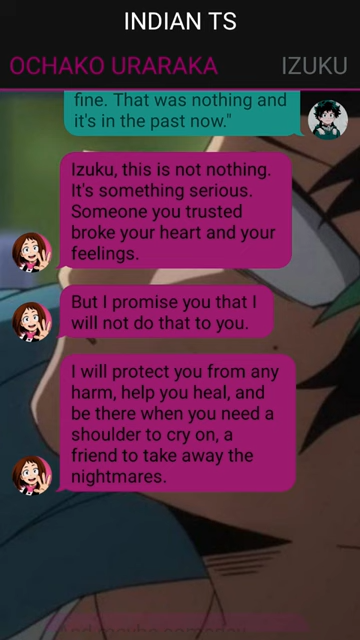 INDIAN TS
OCHAKO URARAKA IZUKU
fine. That was nothing and
it's in the past now."
Izuku, this is not nothing.
It's something serious.
Someone you trusted
broke your heart and your
feelings.
But I promise you that I
will not do that to you.
I will protect you from any
harm, help you heal, and
be there when you need a
shoulder to cry on, a
friend to take away the
nightmares.